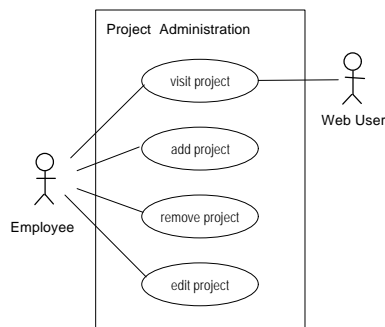 Project Administration
visit project
Web User
add project
remove project
Employee
edit project